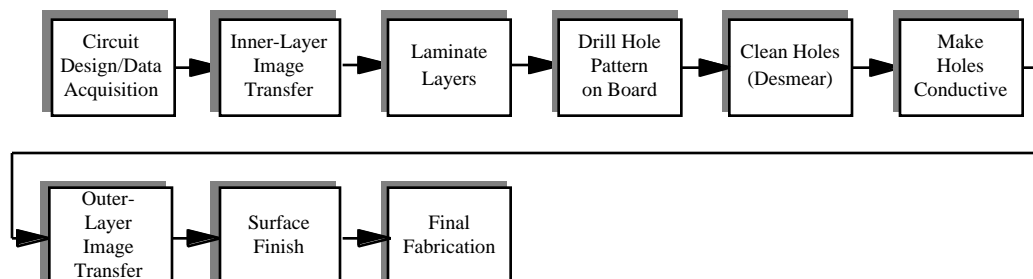 Circuit
Design/Data
Acquisition
Inner-Layer
Image
Transfer
Laminate
Layers
Drill Hole
Pattern
on Board
Clean Holes
(Desmear)
Make
Holes
Conductive
Outer-
Layer
Image
Transfer
Surface
Finish
Final
Fabrication